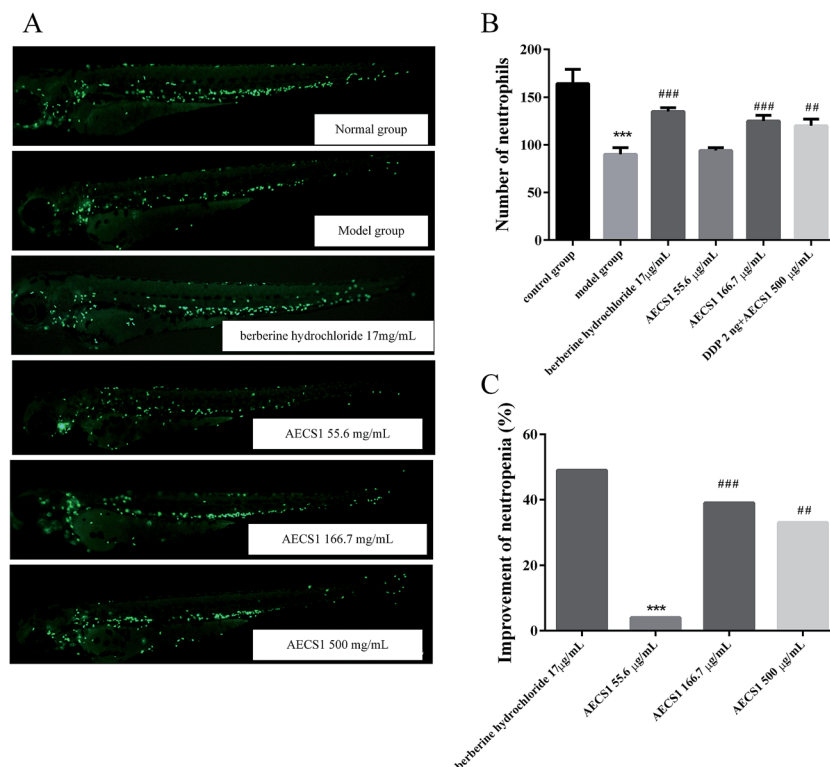 A
Normal group
Model group
berberine hydrochloride 17mg/mL
AECS1 55.6 mg/mL
AECS1 166.7 mg/mL
AECS1 500 mg/mL
B
Number of neutrophils
200
150
100
50
0
***
###
###
##
control group
model group
berberine hydrochloride 17μg/mL
AECS1 55.6 μg/mL
AECS1 166.7 μg/mL
DDP 2 ng+AECS1 500 μg/mL
C
Improvement of neutropenia (%)
60
40
20
0
***
###
##
berberine hydrochloride 17μg/mL
AECS1 55.6 μg/mL
AECS1 166.7 μg/mL
AECS1 500 μg/mL